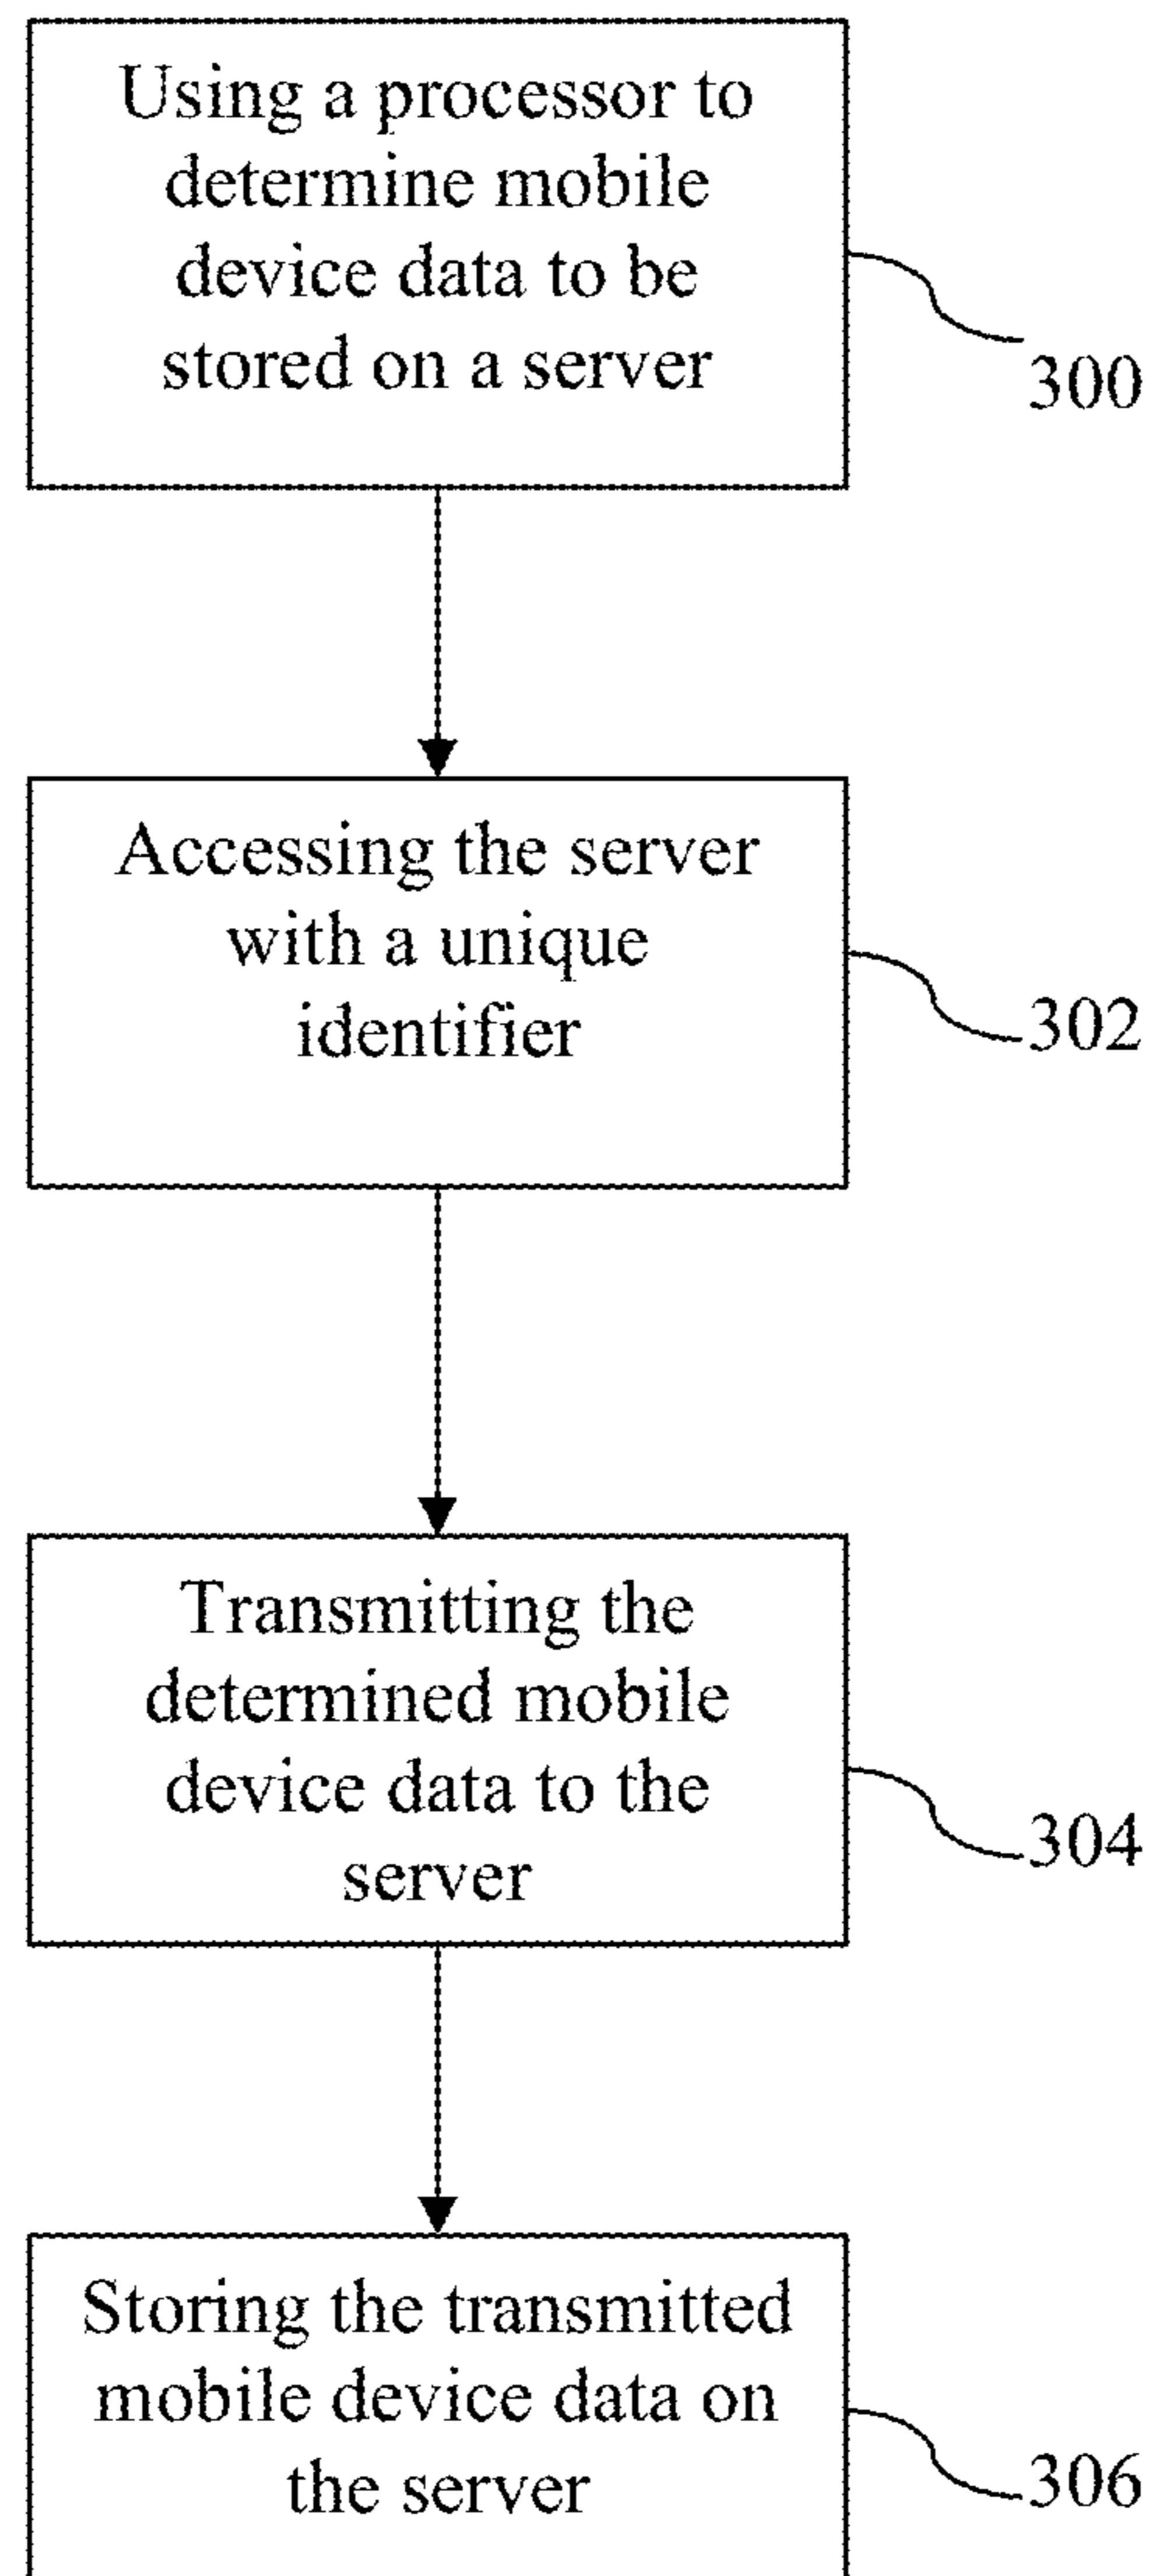 Using a processor to
determine mobile
device data to be
stored on a server
300
Accessing the server
with a unique
identifier
302
Transmitting the
determined mobile
device data to the
server
304
Storing the transmitted
mobile device data on
the server
306